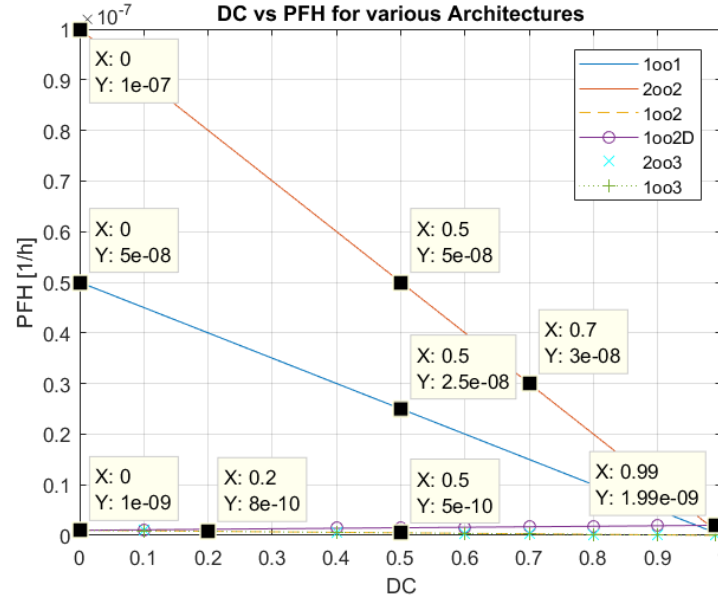 DC vs PFH for various Architectures
×10⁻⁷
1
0.9
0.8
0.7
0.6
0.5
0.4
0.3
0.2
0.1
0
PFH [1/h]
X: 0
Y: 1e-07
X: 0
Y: 5e-08
X: 0.5
Y: 5e-08
X: 0.7
Y: 3e-08
X: 0.5
Y: 2.5e-08
X: 0
Y: 1e-09
X: 0.2
Y: 8e-10
X: 0.5
Y: 5e-10
X: 0.99
Y: 1.99e-09
1oo1
2oo2
1oo2
1oo2D
2oo3
1oo3
0 0.1 0.2 0.3 0.4 0.5 0.6 0.7 0.8 0.9
DC